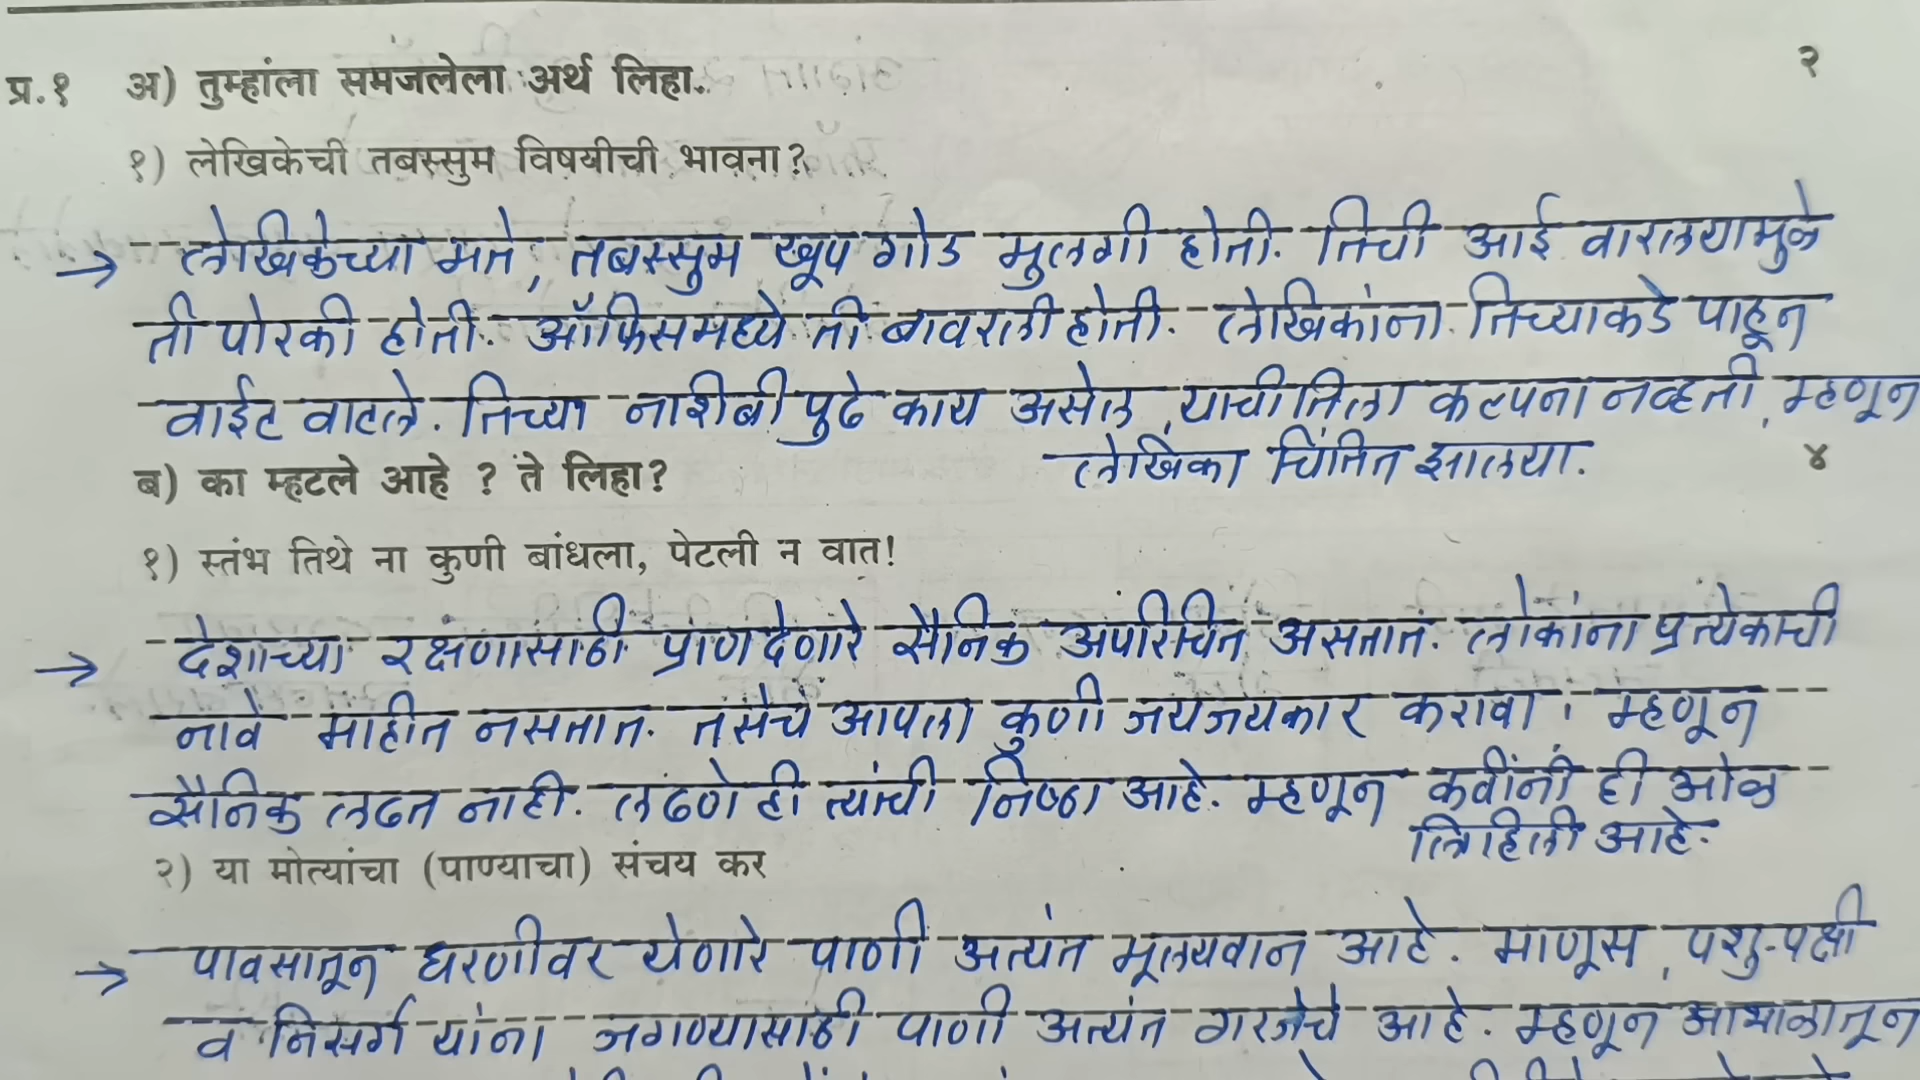 प्र.१ अ) तुम्हांला समजलेला अर्थ लिहा. २
१) लेखिकेची तबस्सुम विषयीची भावना?
→ लेखिकेच्या मते, तबस्सुम खूप गोड मुलगी होती. तिची आई वारल्यामुळे
ती पोरकी होती. ऑफिसमध्ये ती बावरली होती. लेखिकांना तिच्याकडे पाहून
वाईट वाटले. तिच्या नाशिबी पुढे काय असेल, याची तिला कल्पना नव्हती, म्हणून
लेखिका चिंतित झाल्या.
ब) का म्हटले आहे ? ते लिहा? ४
१) स्तंभ तिथे ना कुणी बांधला, पेटली न वात!
→ देशाच्या रक्षणासाठी प्राण देणारे सैनिक अपरिचित असतात. लोकांना प्रत्येकाची
नावे माहीत नसतात. तसेच आपला कुणी जयजयकार करावा। म्हणून
सैनिक लढत नाही. लढणे ही त्यांची निष्ठा आहे. म्हणून कवींनी ही ओळ
लिहिली आहे.
२) या मोत्यांचा (पाण्याचा) संचय कर
→ पावसातून धरणीवर येणारे पाणी अत्यंत मूल्यवान आहे. माणूस, पशु-पक्षी
व निसर्ग यांना जगण्यासाठी पाणी अत्यंत गरजेचे आहे. म्हणून आभाळातून